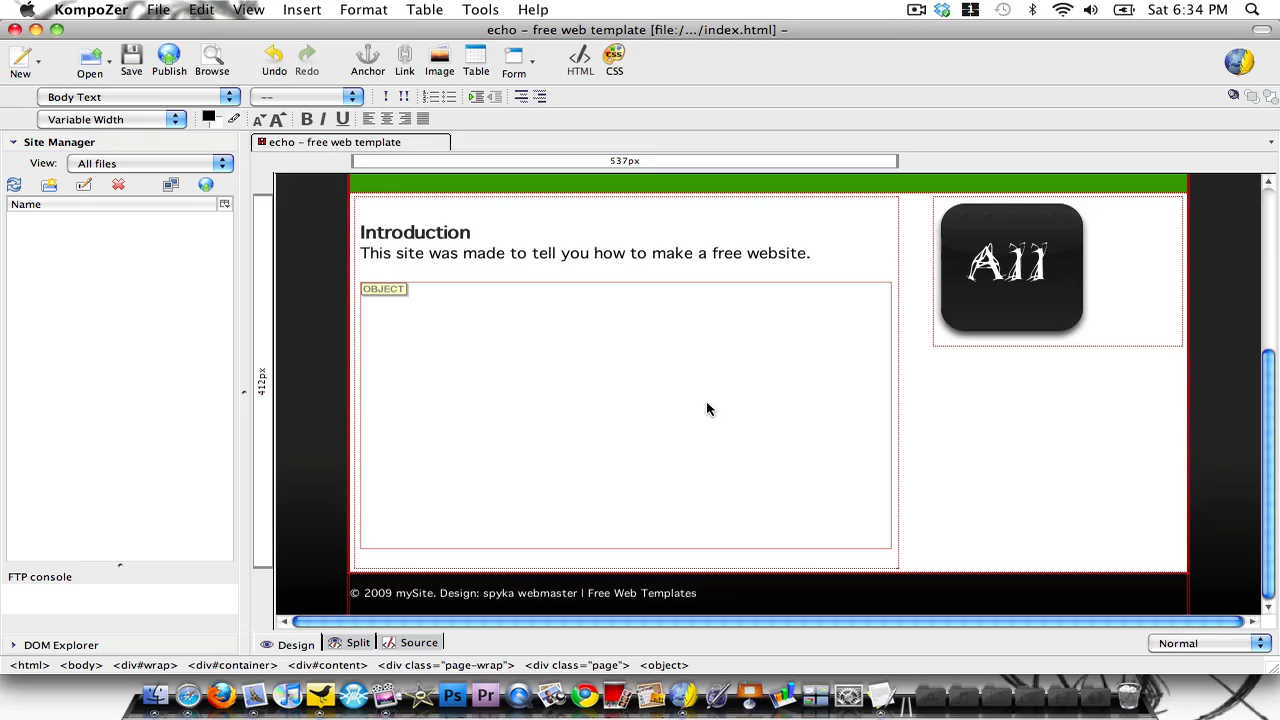 KompoZer File Edit View Insert Format Table Tools Help
1
Sat 6:34 PM
echo – free web template [file:/.../index.html] –
New Open Save Publish Browse Undo Redo Anchor Link Image Table Form HTML CSS
Body Text
--
! !!
Variable Width
A A B I U
Site Manager
echo – free web template
View: All files
537px
Name
Introduction
This site was made to tell you how to make a free website.
All
OBJECT
412px
FTP console
© 2009 mySite. Design: spyka webmaster | Free Web Templates
DOM Explorer
Design Split Source
Normal
<html> <body> <div#wrap> <div#container> <div#content> <div class="page-wrap"> <div class="page"> <object>
Ps Pr